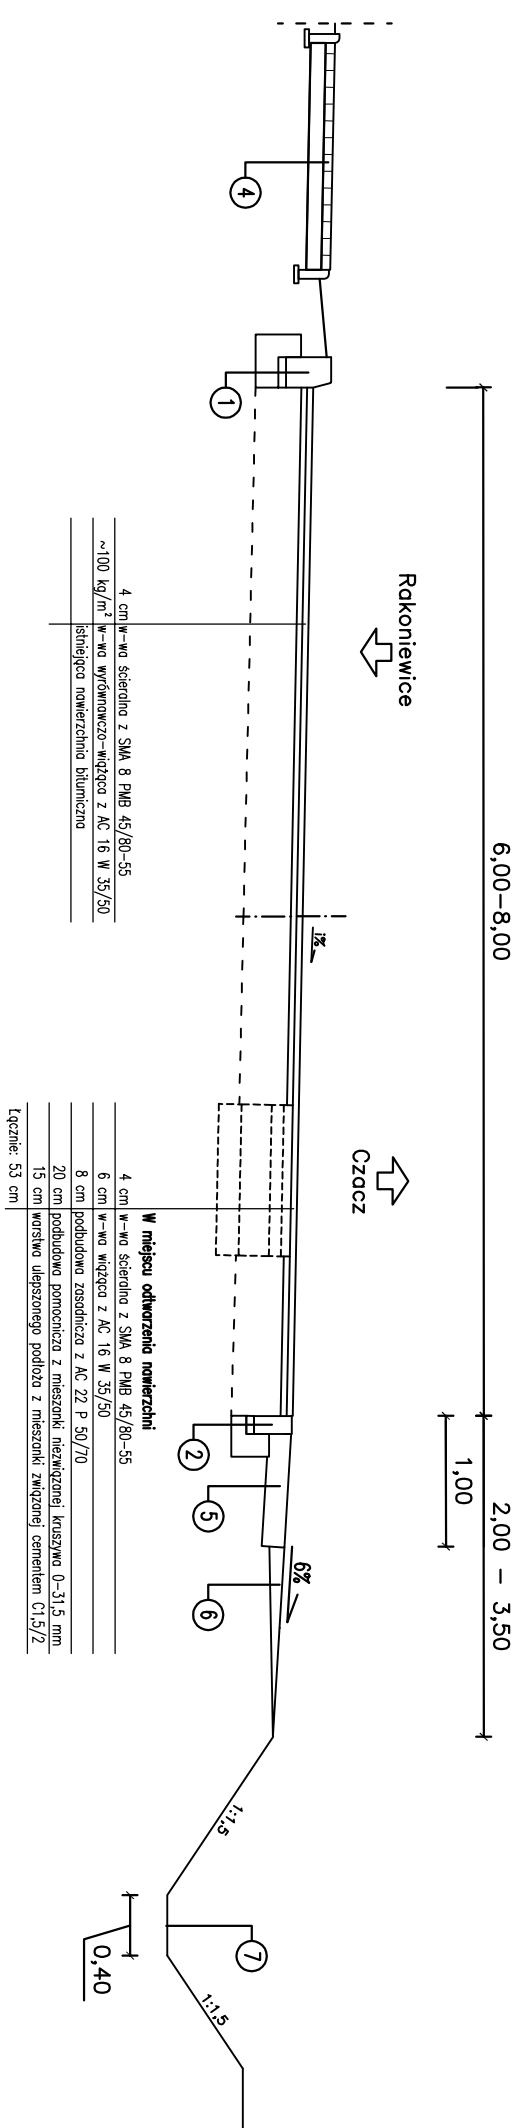 6,00-8,00
2,00 - 3,50
1,00
Rakoniewice
Czacz
i%
6%
4
1
2
5
6
7
1:1,5
1:1,5
0,40
4 cm w-wa ścieralna z SMA 8 PMB 45/80-55
~100 kg/m² w-wa wyrównawczo-wiążąca z AC 16 W 35/50
istniejąca nawierzchnia bitumiczna
W miejscu odtwarzenia nawierzchni
4 cm w-wa ścieralna z SMA 8 PMB 45/80-55
6 cm w-wa wiążąca z AC 16 W 35/50
8 cm podbudowa zasadnicza z AC 22 P 50/70
20 cm podbudowa pomocnicza z mieszanki niezwiązanej kruszywa 0-31,5 mm
15 cm warstwa ulepszonego podłoża z mieszanki związanej cementem C1,5/2
Łącznie: 53 cm